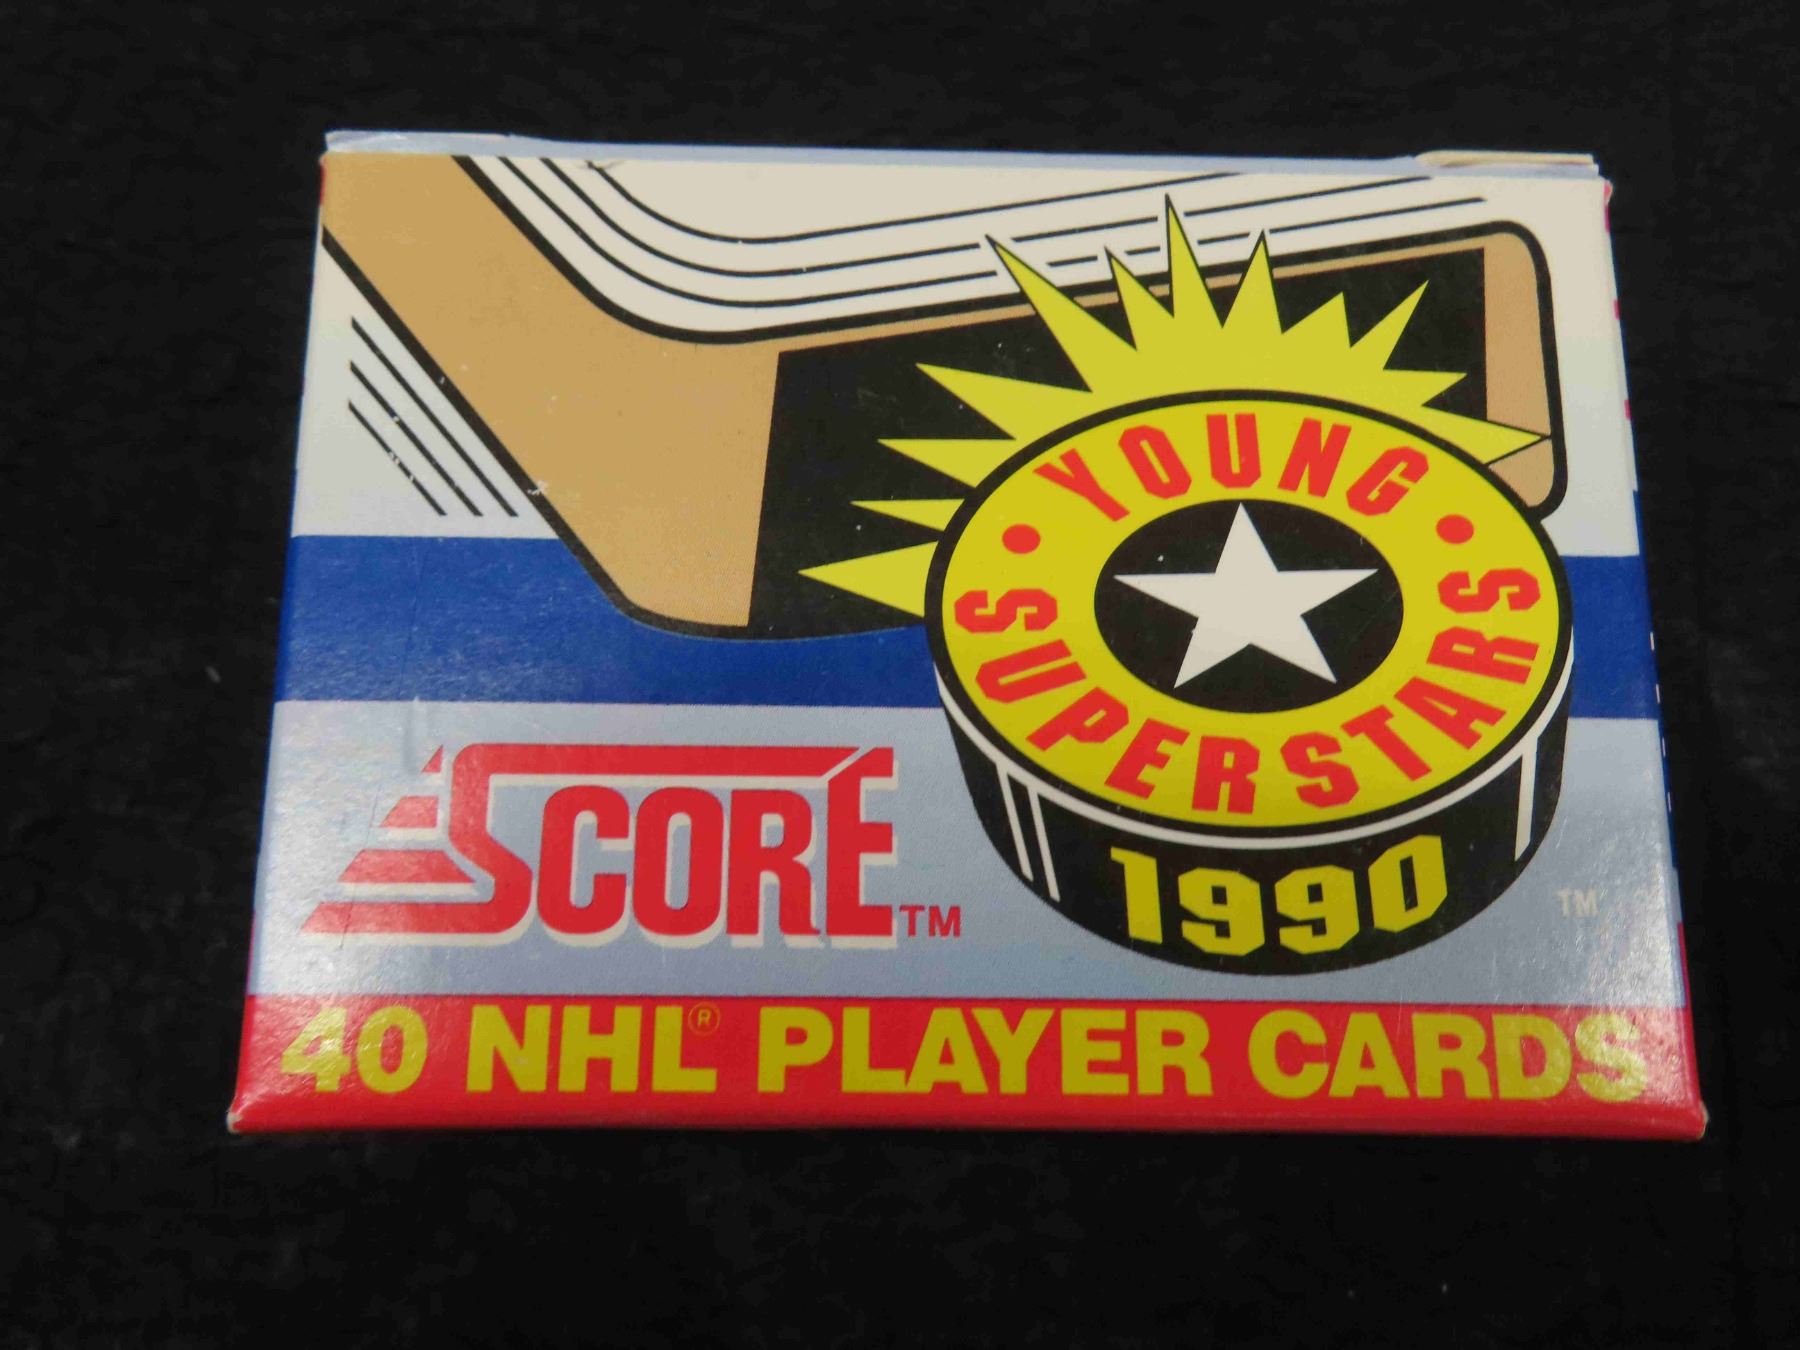 YOUNG
SUPERSTARS
1990
SCORE™
TM
40 NHL® PLAYER CARDS